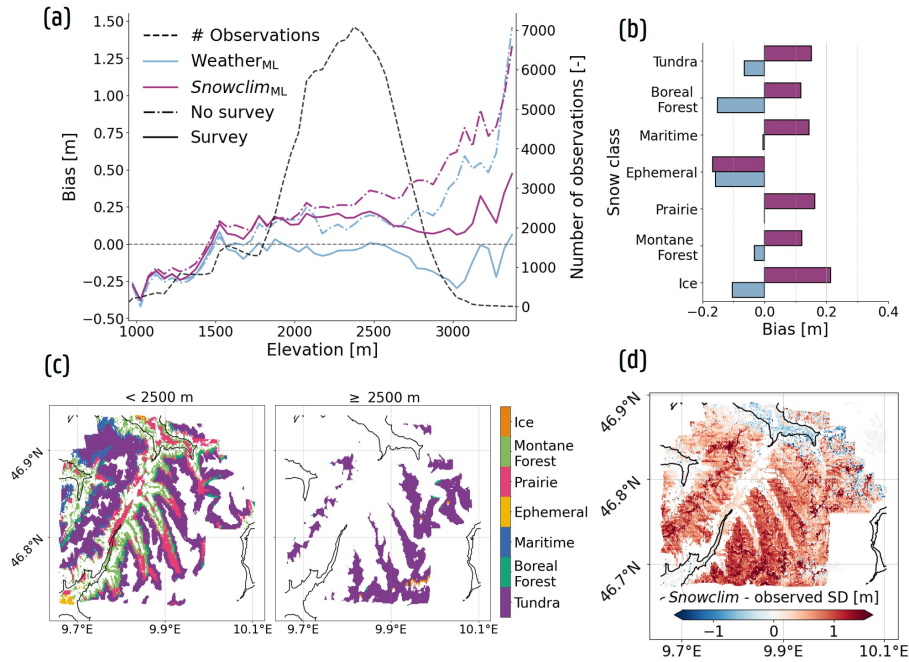 (a)
1.50
1.25
1.00
0.75
0.50
0.25
0.00
−0.25
−0.50
Bias [m]
# Observations
WeatherML
SnowclimML
No survey
Survey
7000
6000
5000
4000
3000
2000
1000
0
Number of observations [-]
1000 1500 2000 2500 3000
Elevation [m]
(b)
Snow class
Tundra
Boreal
Forest
Maritime
Ephemeral
Prairie
Montane
Forest
Ice
−0.2 0.0 0.2 0.4
Bias [m]
(c)
< 2500 m
≥ 2500 m
46.9°N
46.8°N
9.7°E 9.9°E 10.1°E
9.7°E 9.9°E 10.1°E
Ice
Montane
Forest
Prairie
Ephemeral
Maritime
Boreal
Forest
Tundra
(d)
46.9°N
46.8°N
46.7°N
Snowclim - observed SD [m]
−1 0 1
9.7°E 9.9°E 10.1°E